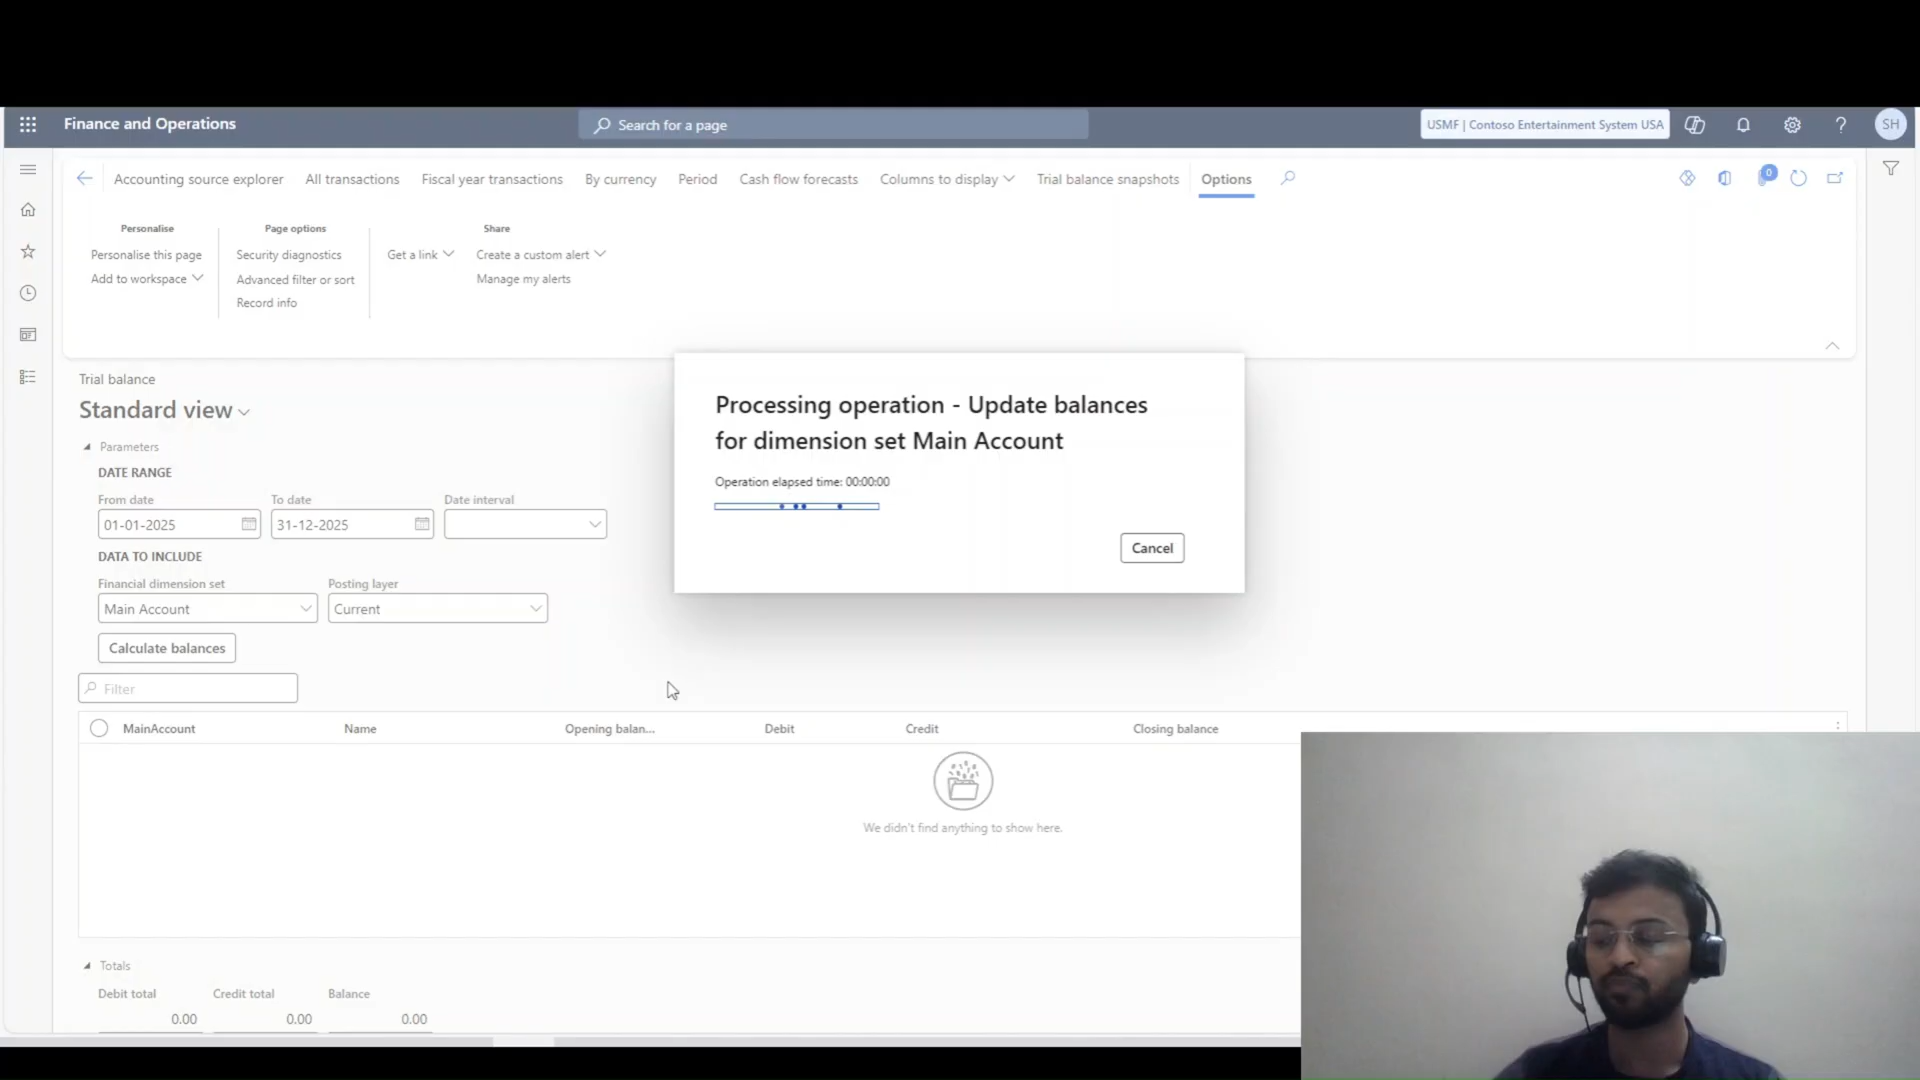 Finance and Operations
Search for a page
USMF | Contoso Entertainment System USA
SH
Accounting source explorer
All transactions
Fiscal year transactions
By currency
Period
Cash flow forecasts
Columns to display
Trial balance snapshots
Options
0
Personalise
Page options
Share
Personalise this page
Security diagnostics
Get a link
Create a custom alert
Add to workspace
Advanced filter or sort
Manage my alerts
Record info
Trial balance
Standard view
Processing operation - Update balances
for dimension set Main Account
Operation elapsed time: 00:00:00
Cancel
Parameters
DATE RANGE
From date
To date
Date interval
01-01-2025
31-12-2025
DATA TO INCLUDE
Financial dimension set
Posting layer
Main Account
Current
Calculate balances
Filter
MainAccount
Name
Opening balan...
Debit
Credit
Closing balance
We didn't find anything to show here.
Totals
Debit total
Credit total
Balance
0.00
0.00
0.00